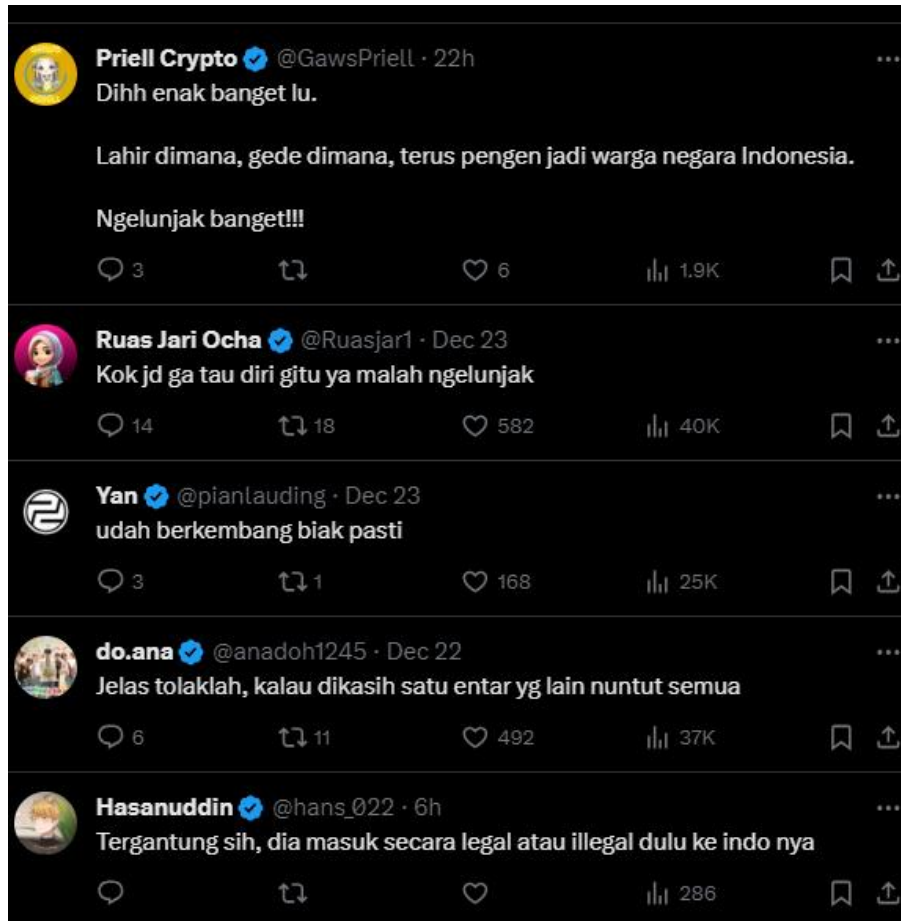 Priell Crypto @GawsPriell · 22h
Dihh enak banget lu.
Lahir dimana, gede dimana, terus pengen jadi warga negara Indonesia.
Ngelunjak banget!!!
3 6 1.9K
Ruas Jari Ocha @Ruasjar1 · Dec 23
Kok jd ga tau diri gitu ya malah ngelunjak
14 18 582 40K
Yan @pianlauding · Dec 23
udah berkembang biak pasti
3 1 168 25K
do.ana @anadoh1245 · Dec 22
Jelas tolaklah, kalau dikasih satu entar yg lain nuntut semua
6 11 492 37K
Hasanuddin @hans_022 · 6h
Tergantung sih, dia masuk secara legal atau illegal dulu ke indo nya
286